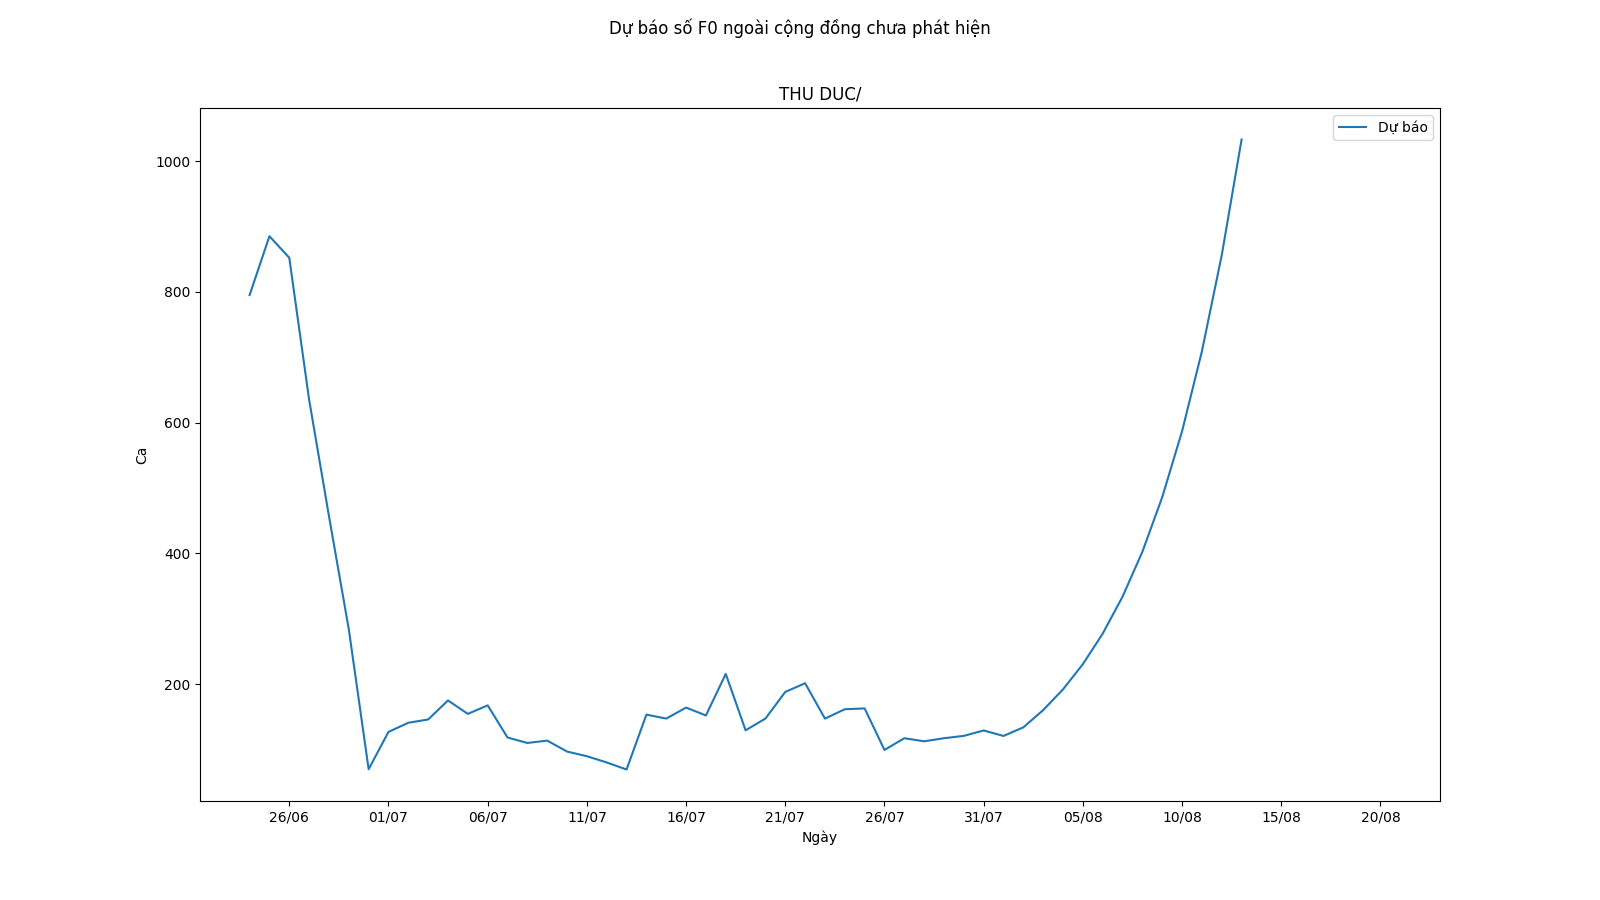 Dự báo số F0 ngoài cộng đồng chưa phát hiện
THU DUC/
Dự báo
1000
800
600
400
200
Ca
26/06 01/07 06/07 11/07 16/07 21/07 26/07 31/07 05/08 10/08 15/08 20/08
Ngày